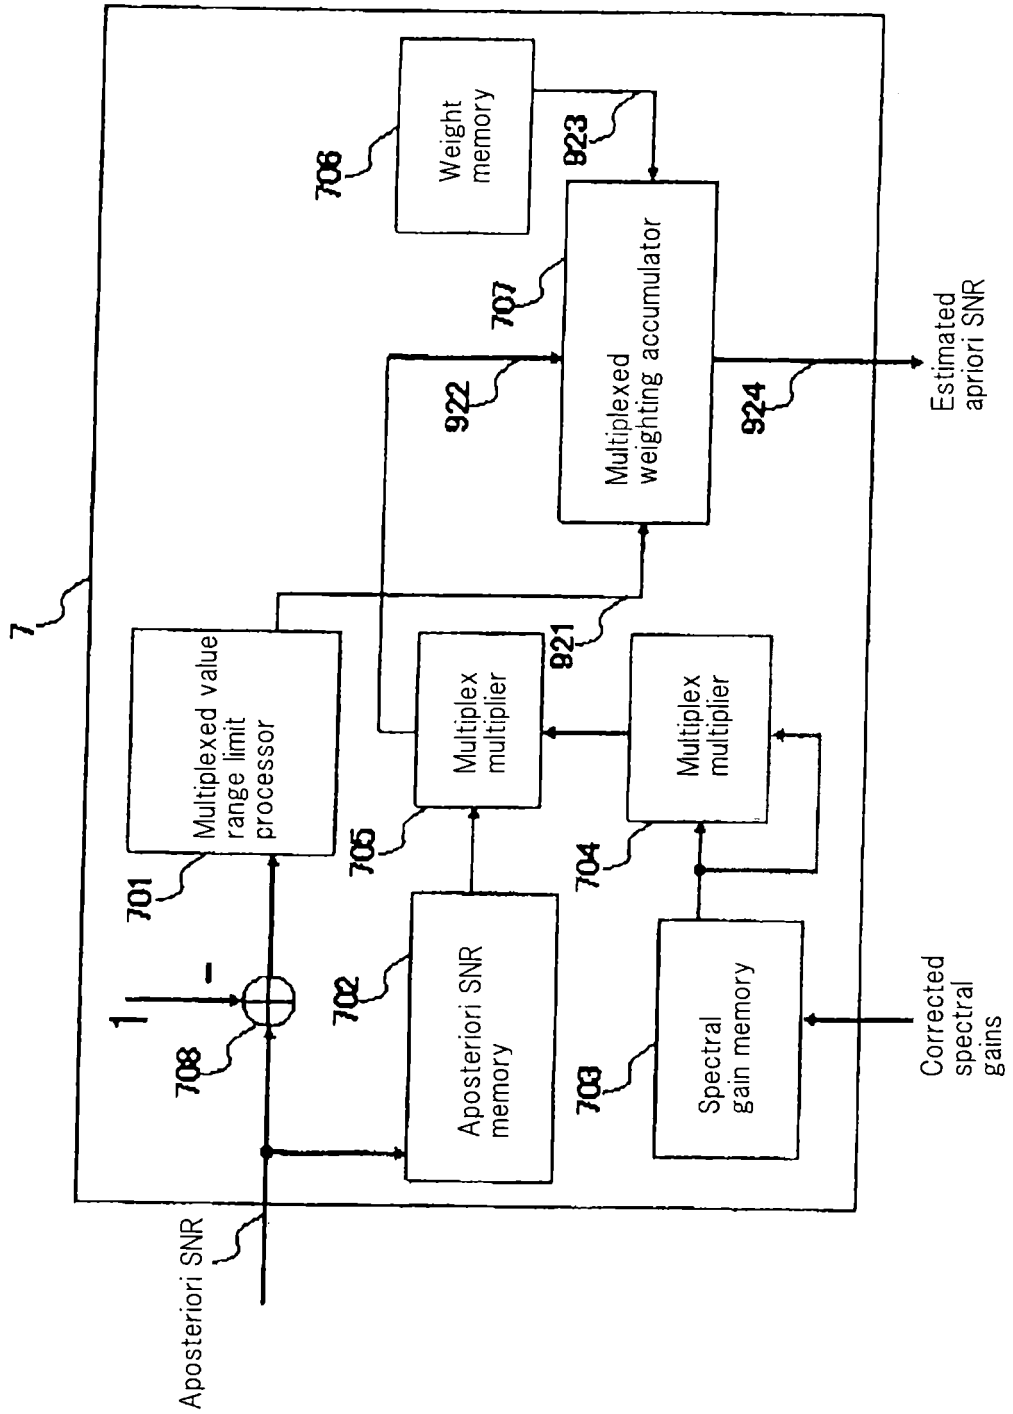 7
Aposteriori SNR
1
-
708
701
Multiplexed value
range limit
processor
702
Aposteriori SNR
memory
705
Multiplex
multiplier
703
Spectral
gain memory
704
Multiplex
multiplier
Corrected
spectral
gains
921
922
706
Weight
memory
923
707
Multiplexed
weighting accumulator
924
Estimated
apriori SNR